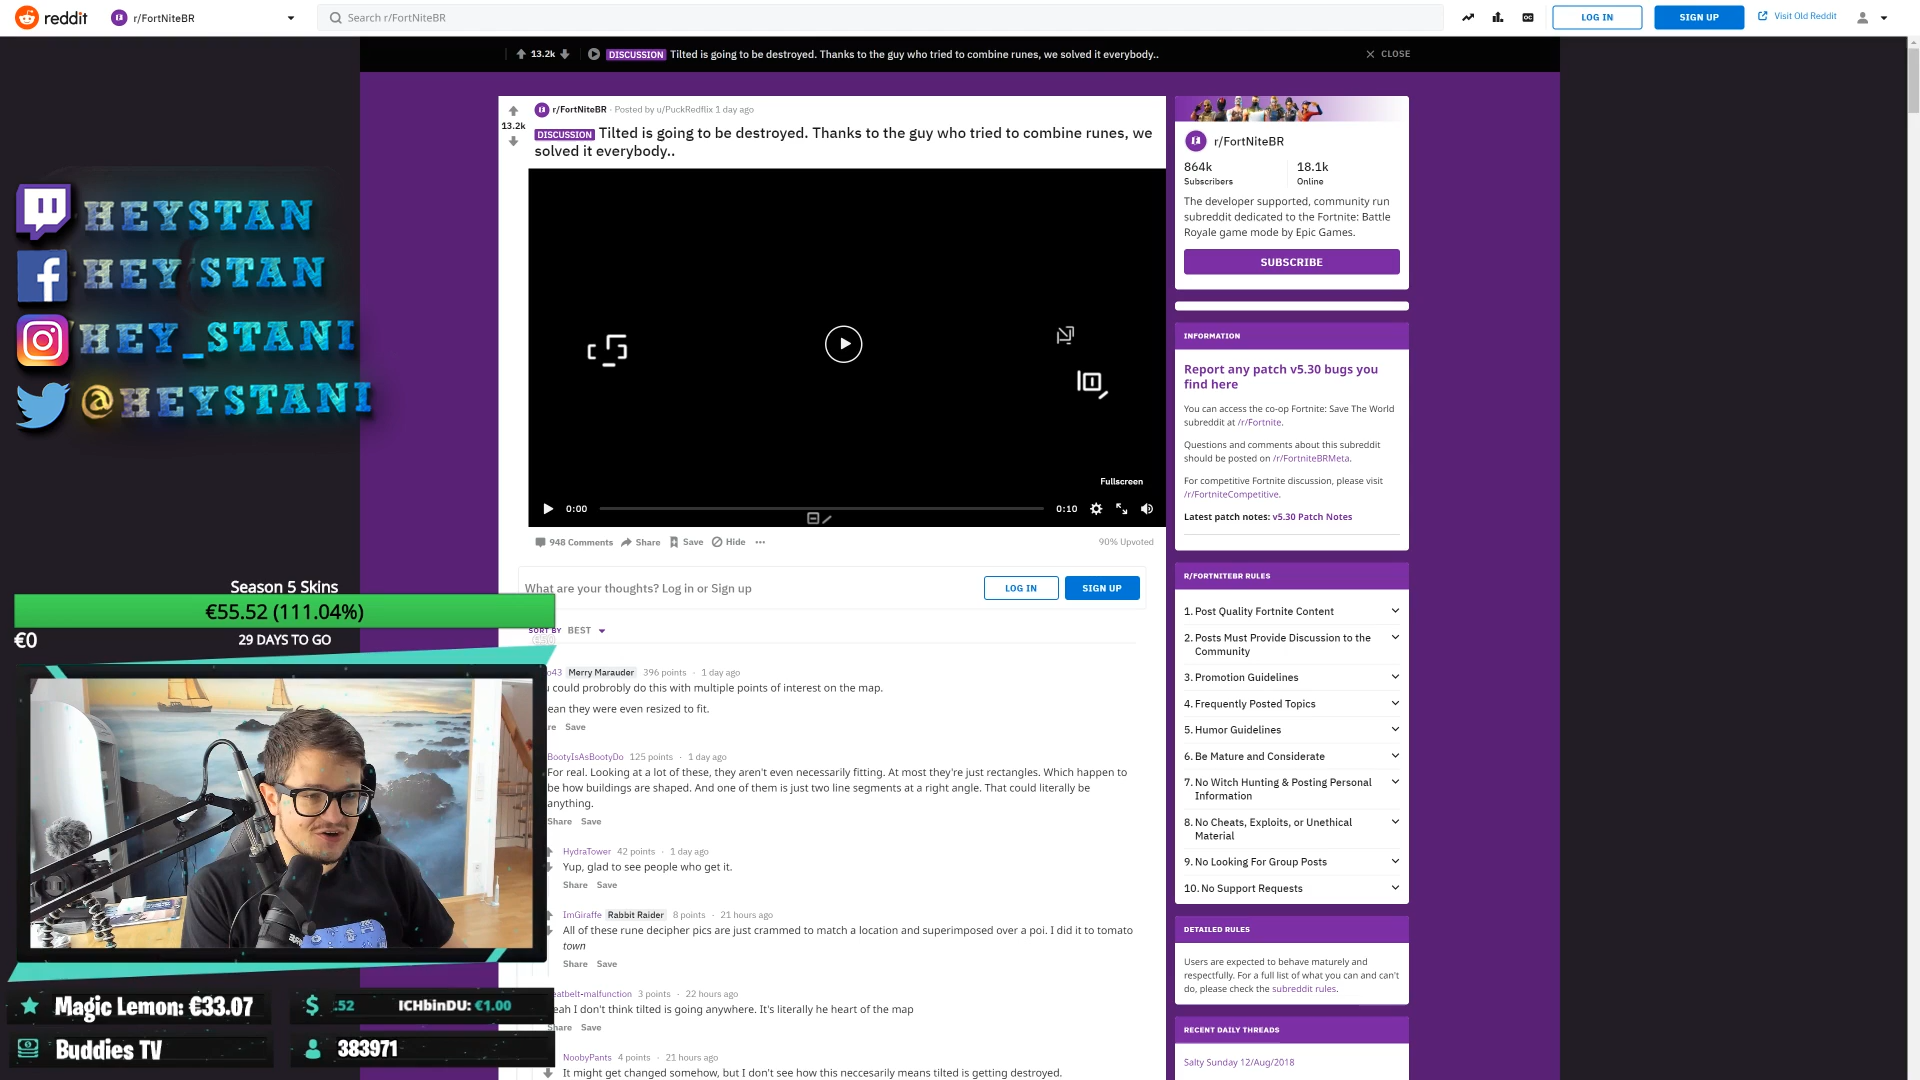 reddit
r/FortNiteBR
Search r/FortNiteBR
LOG IN
SIGN UP
Visit Old Reddit
13.2k
DISCUSSION Tilted is going to be destroyed. Thanks to the guy who tried to combine runes, we solved it everybody..
CLOSE
r/FortNiteBR · Posted by u/PuckRedflix 1 day ago
13.2k
DISCUSSION Tilted is going to be destroyed. Thanks to the guy who tried to combine runes, we
solved it everybody..
Fullscreen
0:00
0:10
948 Comments Share Save Hide
90% Upvoted
What are your thoughts? Log in or Sign up
LOG IN
SIGN UP
SORT BY BEST
o43 Merry Marauder 396 points · 1 day ago
could probrobly do this with multiple points of interest on the map.
ean they were even resized to fit.
re Save
BootyIsAsBootyDo 125 points · 1 day ago
For real. Looking at a lot of these, they aren't even necessarily fitting. At most they're just rectangles. Which happen to
be how buildings are shaped. And one of them is just two line segments at a right angle. That could literally be
anything.
Share Save
HydraTower 42 points · 1 day ago
Yup, glad to see people who get it.
Share Save
ImGiraffe Rabbit Raider 8 points · 21 hours ago
All of these rune decipher pics are just crammed to match a location and superimposed over a poi. I did it to tomato
town
Share Save
eatbelt-malfunction 3 points · 22 hours ago
eah I don't think tilted is going anywhere. It's literally he heart of the map
Share Save
NoobyPants 4 points · 21 hours ago
It might get changed somehow, but I don't see how this neccesarily means tilted is getting destroyed.
r/FortNiteBR
864k
Subscribers
18.1k
Online
The developer supported, community run
subreddit dedicated to the Fortnite: Battle
Royale game mode by Epic Games.
SUBSCRIBE
INFORMATION
Report any patch v5.30 bugs you
find here
You can access the co-op Fortnite: Save The World
subreddit at /r/Fortnite.
Questions and comments about this subreddit
should be posted on /r/FortniteBRMeta.
For competitive Fortnite discussion, please visit
/r/FortniteCompetitive.
Latest patch notes: v5.30 Patch Notes
R/FORTNITEBR RULES
1. Post Quality Fortnite Content
2. Posts Must Provide Discussion to the
Community
3. Promotion Guidelines
4. Frequently Posted Topics
5. Humor Guidelines
6. Be Mature and Considerate
7. No Witch Hunting & Posting Personal
Information
8. No Cheats, Exploits, or Unethical
Material
9. No Looking For Group Posts
10. No Support Requests
DETAILED RULES
Users are expected to behave maturely and
respectfully. For a full list of what you can and can't
do, please check the subreddit rules.
RECENT DAILY THREADS
Salty Sunday 12/Aug/2018
HEYSTAN
HEY STAN
HEY_STANI
@HEYSTANI
Season 5 Skins
€55.52 (111.04%)
€0
€50
29 DAYS TO GO
Magic Lemon: €33.07
.52
ICHbinDU: €1.00
Buddies TV
383971